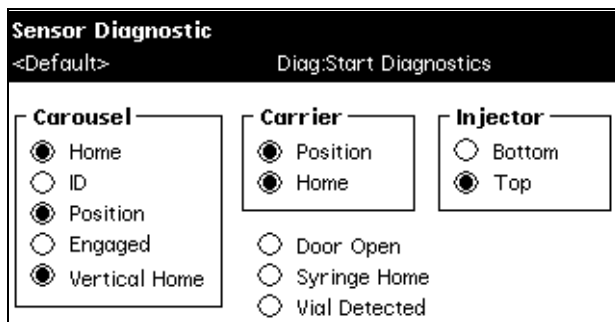 Sensor Diagnostic
<Default> Diag:Start Diagnostics
Carousel
Home
ID
Position
Engaged
Vertical Home
Carrier
Position
Home
Injector
Bottom
Top
Door Open
Syringe Home
Vial Detected